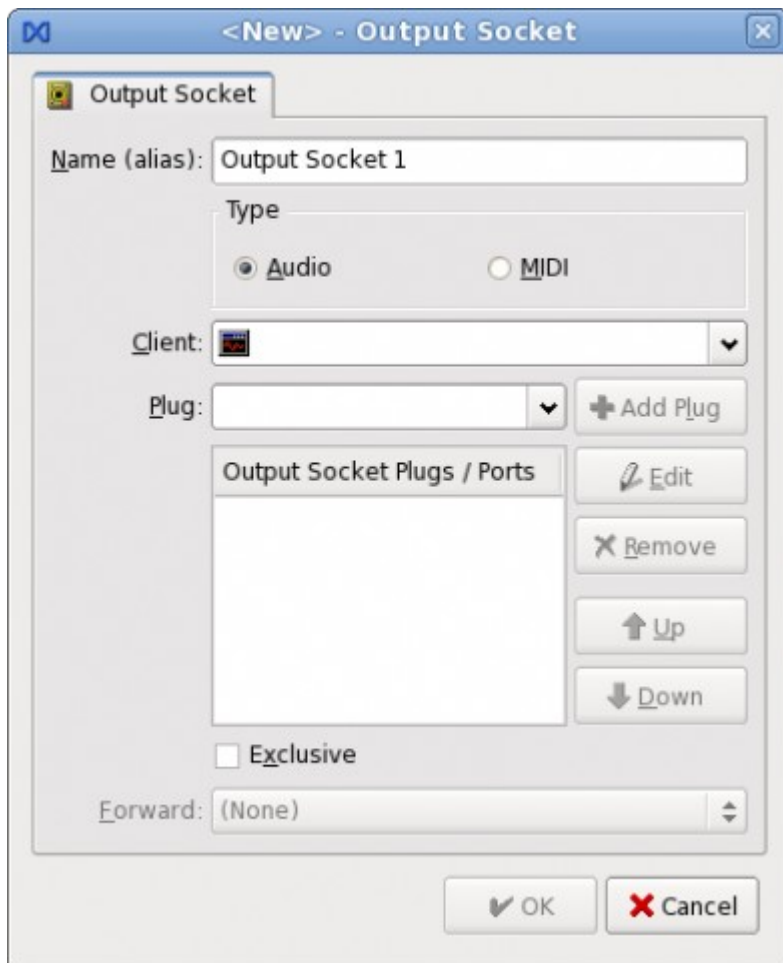 <New> - Output Socket
Output Socket
Name (alias): Output Socket 1
Type
Audio MIDI
Client:
Plug: Add Plug
Output Socket Plugs / Ports
Edit
Remove
Up
Down
Exclusive
Forward: (None)
OK Cancel